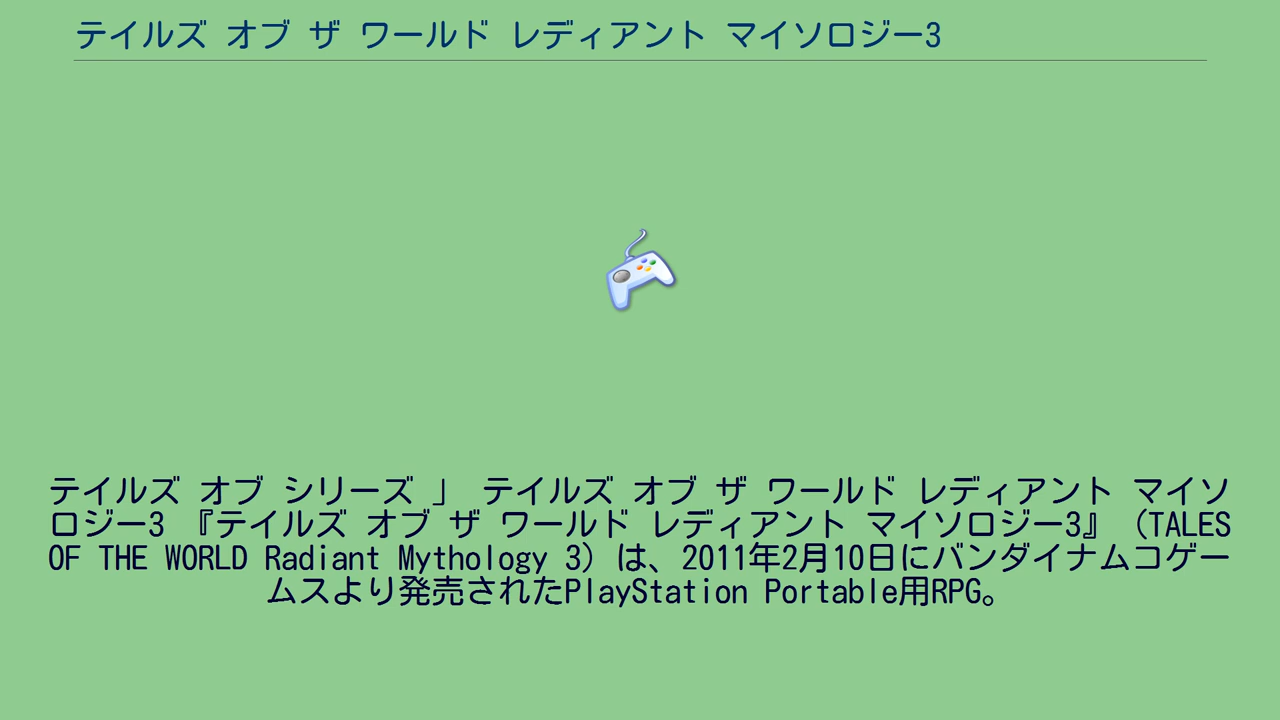 テイルズ オブ ザ ワールド レディアント マイソロジー3
テイルズ オブ シリーズ 」 テイルズ オブ ザ ワールド レディアント マイソ
ロジー3 『テイルズ オブ ザ ワールド レディアント マイソロジー3』（TALES
OF THE WORLD Radiant Mythology 3）は、2011年2月10日にバンダイナムコゲー
ムスより発売されたPlayStation Portable用RPG。